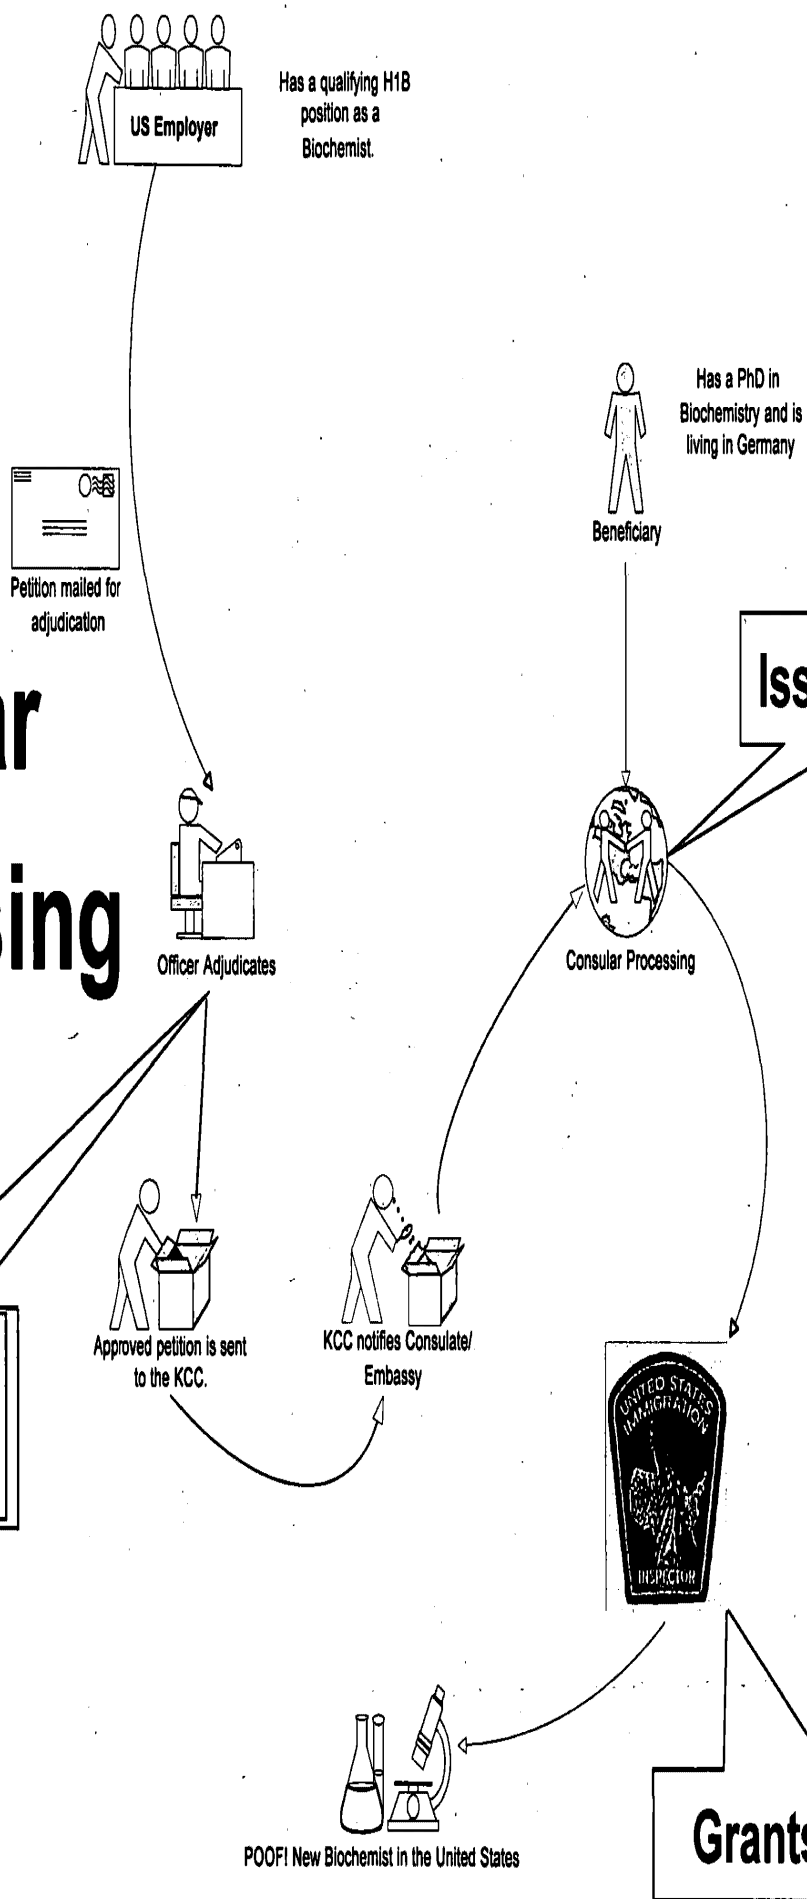 US Employer
Has a qualifying H1B
position as a
Biochemist.
Has a PhD in
Biochemistry and is
living in Germany
Beneficiary
Petition mailed for
adjudication
Iss
ar
sing
Officer Adjudicates
Consular Processing
Approved petition is sent
to the KCC.
KCC notifies Consulate/
Embassy
UNITED STATES
IMMIGRATION
INSPECTOR
Grants
POOF! New Biochemist in the United States